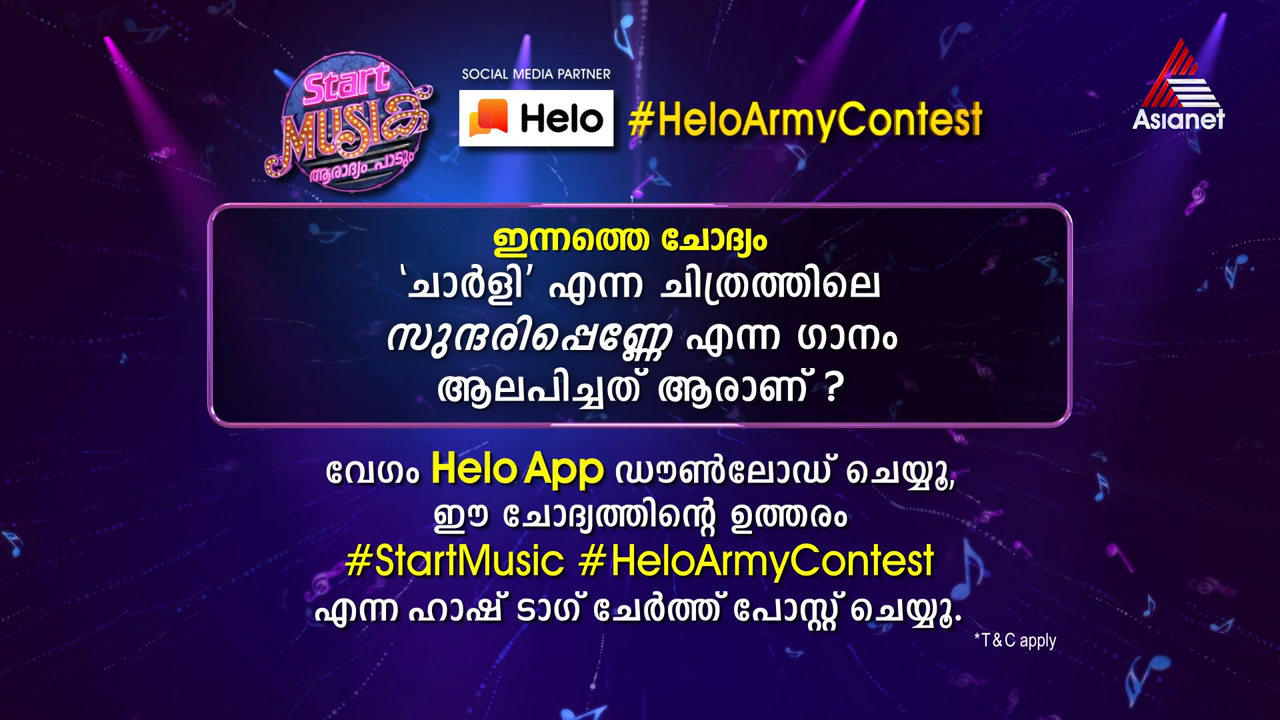 Start
MUSIക്
ആരാദ്യം പാടും
SOCIAL MEDIA PARTNER
Helo
#HeloArmyContest
Asianet
ഇന്നത്തെ ചോദ്യം
‘ചാർളി’ എന്ന ചിത്രത്തിലെ
സുന്ദരിപ്പെണ്ണേ എന്ന ഗാനം
ആലപിച്ചത് ആരാണ് ?
വേഗം Helo App ഡൗൺലോഡ് ചെയ്യൂ,
ഈ ചോദ്യത്തിന്റെ ഉത്തരം
#StartMusic #HeloArmyContest
എന്ന ഹാഷ് ടാഗ് ചേർത്ത് പോസ്റ്റ് ചെയ്യൂ.
*T & C apply